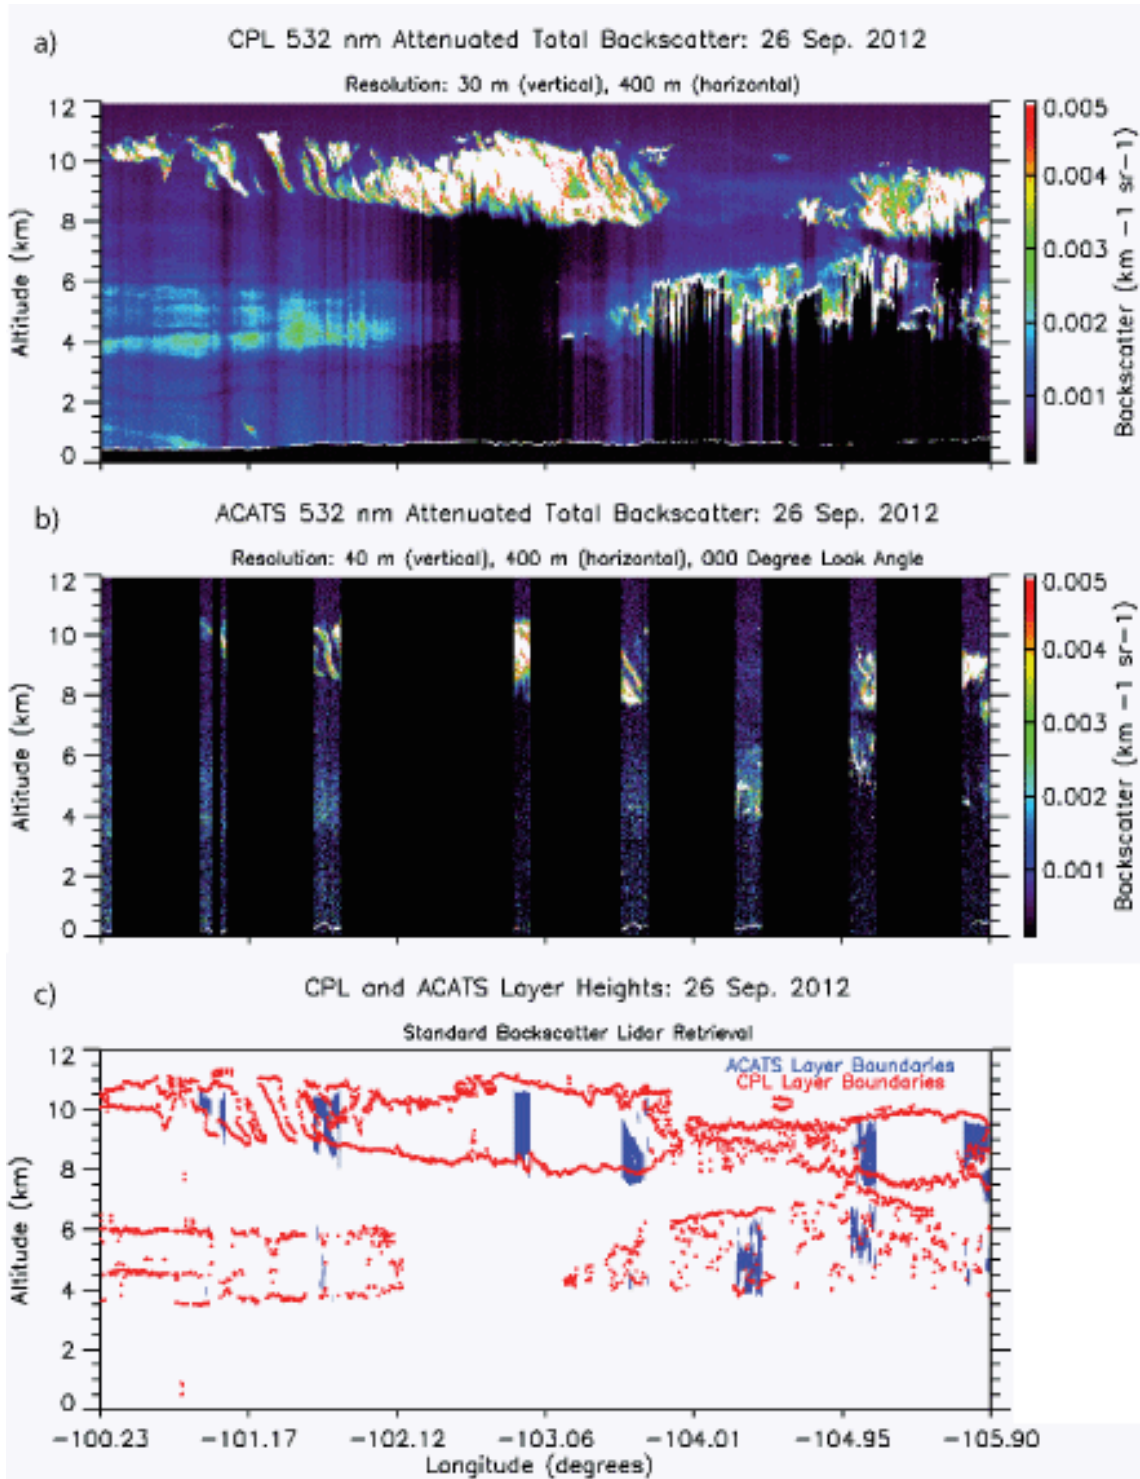 a)
CPL 532 nm Attenuated Total Backscatter: 26 Sep. 2012
Resolution: 30 m (vertical), 400 m (horizontal)
12
10
8
6
4
2
0
Altitude (km)
0.005
0.004
0.003
0.002
0.001
Backscatter (km -1 sr-1)
b)
ACATS 532 nm Attenuated Total Backscatter: 26 Sep. 2012
Resolution: 40 m (vertical), 400 m (horizontal), 000 Degree Look Angle
12
10
8
6
4
2
0
Altitude (km)
0.005
0.004
0.003
0.002
0.001
Backscatter (km -1 sr-1)
c)
CPL and ACATS Layer Heights: 26 Sep. 2012
Standard Backscatter Lidar Retrieval
ACATS Layer Boundaries
CPL Layer Boundaries
12
10
8
6
4
2
0
Altitude (km)
-100.23 -101.17 -102.12 -103.06 -104.01 -104.95 -105.90
Longitude (degrees)